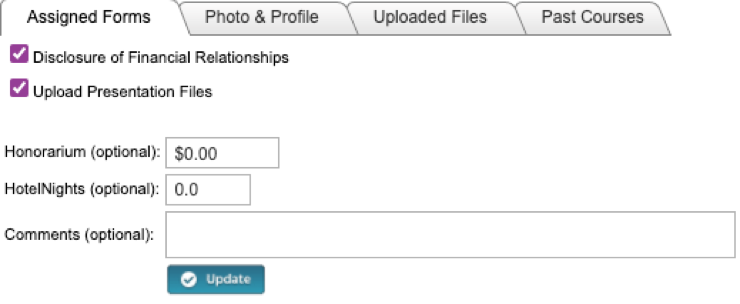 Assigned Forms Photo & Profile Uploaded Files Past Courses
Disclosure of Financial Relationships
Upload Presentation Files
Honorarium (optional): $0.00
HotelNights (optional): 0.0
Comments (optional):
Update